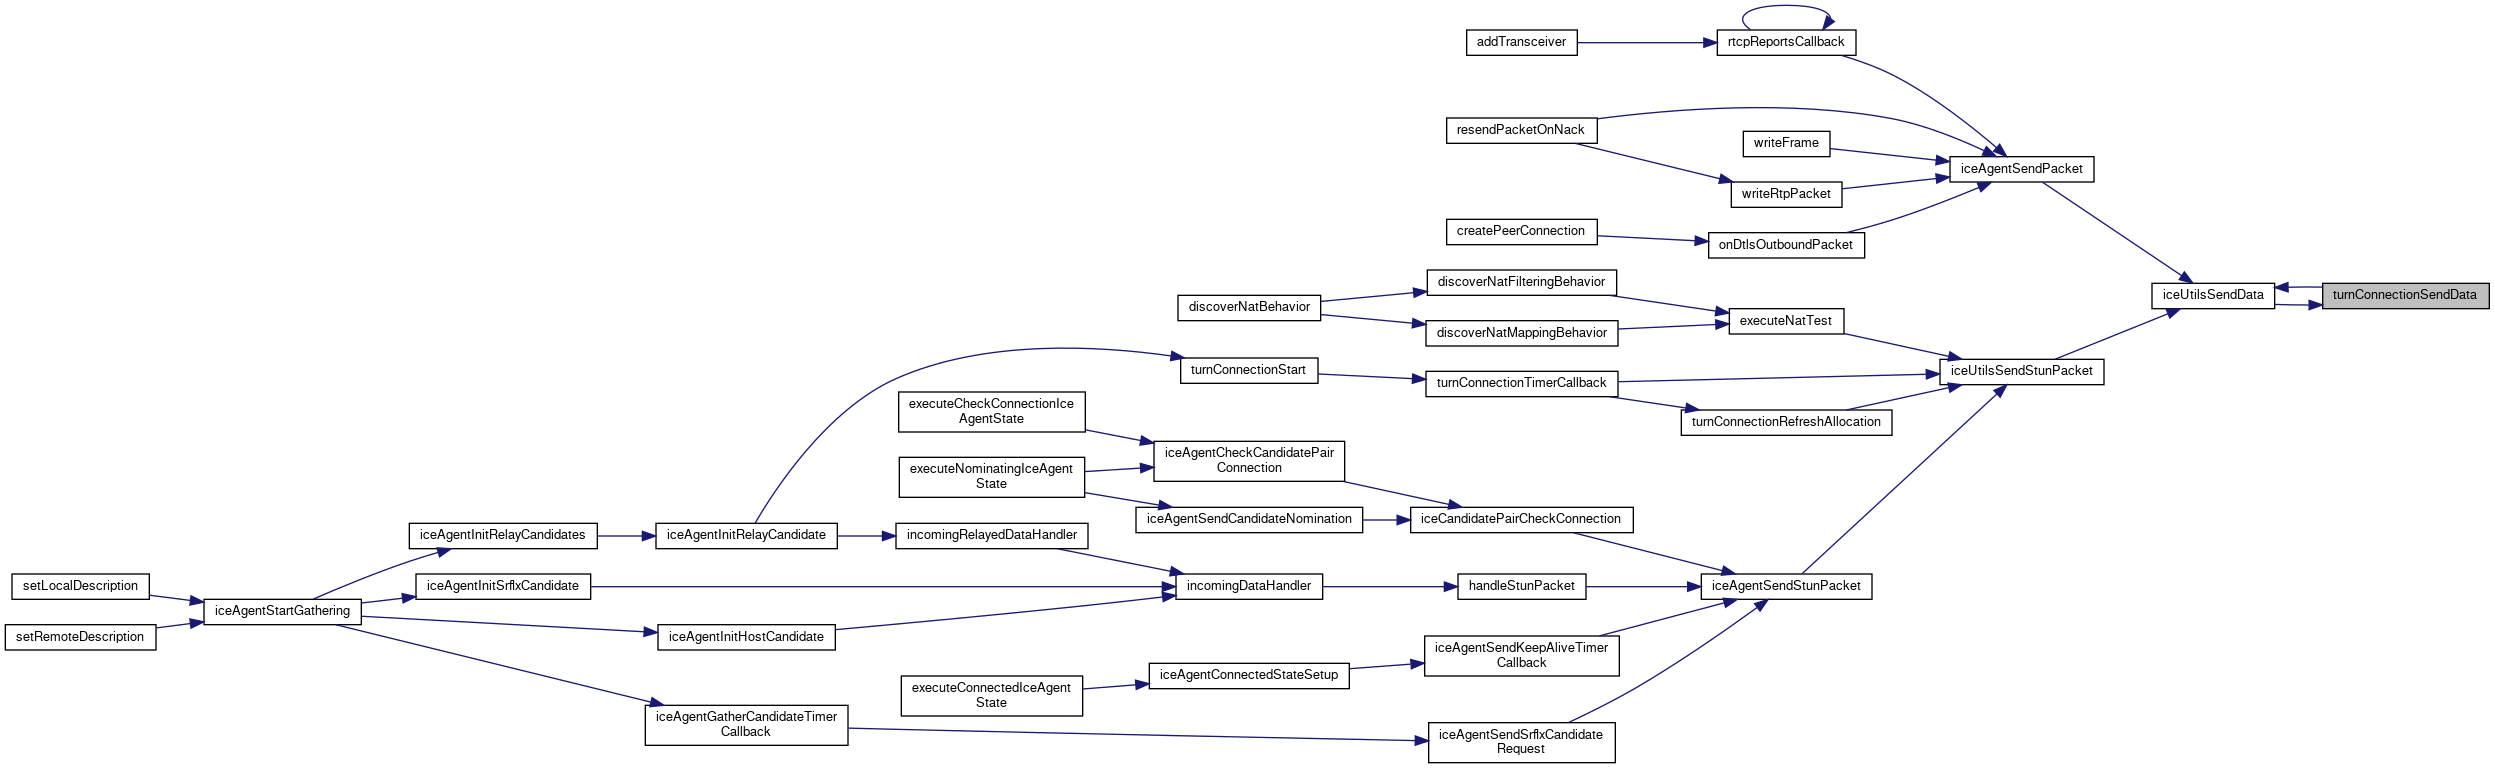 rtcpReportsCallback
addTransceiver
resendPacketOnNack
writeFrame
iceAgentSendPacket
writeRtpPacket
createPeerConnection
onDtlsOutboundPacket
discoverNatFilteringBehavior
iceUtilsSendData
turnConnectionSendData
discoverNatBehavior
executeNatTest
discoverNatMappingBehavior
turnConnectionStart
iceUtilsSendStunPacket
turnConnectionTimerCallback
executeCheckConnectionIce
AgentState
turnConnectionRefreshAllocation
iceAgentCheckCandidatePair
Connection
executeNominatingIceAgent
State
iceAgentSendCandidateNomination
iceCandidatePairCheckConnection
iceAgentInitRelayCandidates
iceAgentInitRelayCandidate
incomingRelayedDataHandler
setLocalDescription
iceAgentInitSrflxCandidate
incomingDataHandler
handleStunPacket
iceAgentSendStunPacket
iceAgentStartGathering
setRemoteDescription
iceAgentInitHostCandidate
iceAgentSendKeepAliveTimer
Callback
iceAgentConnectedStateSetup
executeConnectedIceAgent
State
iceAgentGatherCandidateTimer
Callback
iceAgentSendSrflxCandidate
Request